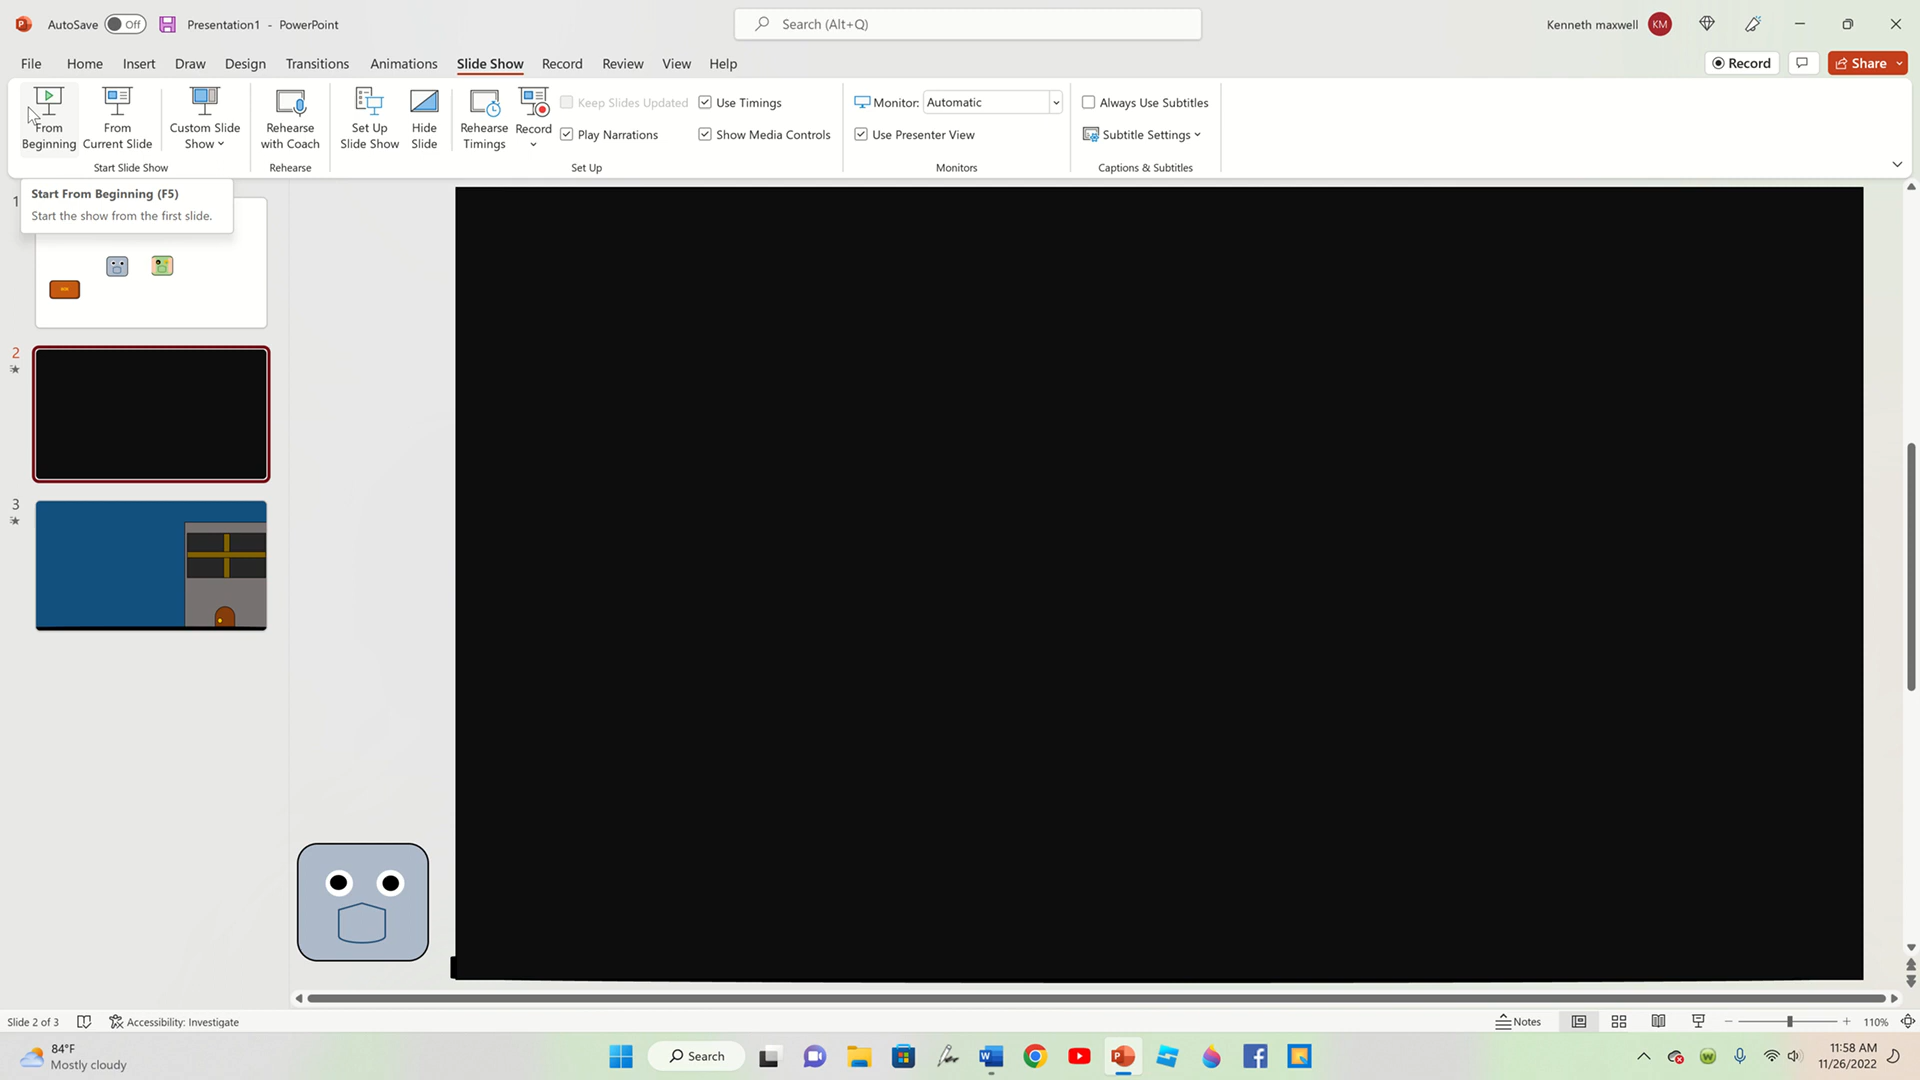 AutoSave Off Presentation1 - PowerPoint Search (Alt+Q) Kenneth maxwell KM
File Home Insert Draw Design Transitions Animations Slide Show Record Review View Help Record Share
From Beginning
From Current Slide
Custom Slide Show
Start Slide Show
Rehearse with Coach
Rehearse
Set Up Slide Show
Hide Slide
Rehearse Timings
Record
Keep Slides Updated
Play Narrations
Use Timings
Show Media Controls
Set Up
Monitor: Automatic
Use Presenter View
Monitors
Always Use Subtitles
Subtitle Settings
Captions & Subtitles
Start From Beginning (F5)
Start the show from the first slide.
1
2
3
Slide 2 of 3 Accessibility: Investigate Notes 110%
84°F
Mostly cloudy
Search
11:58 AM
11/26/2022